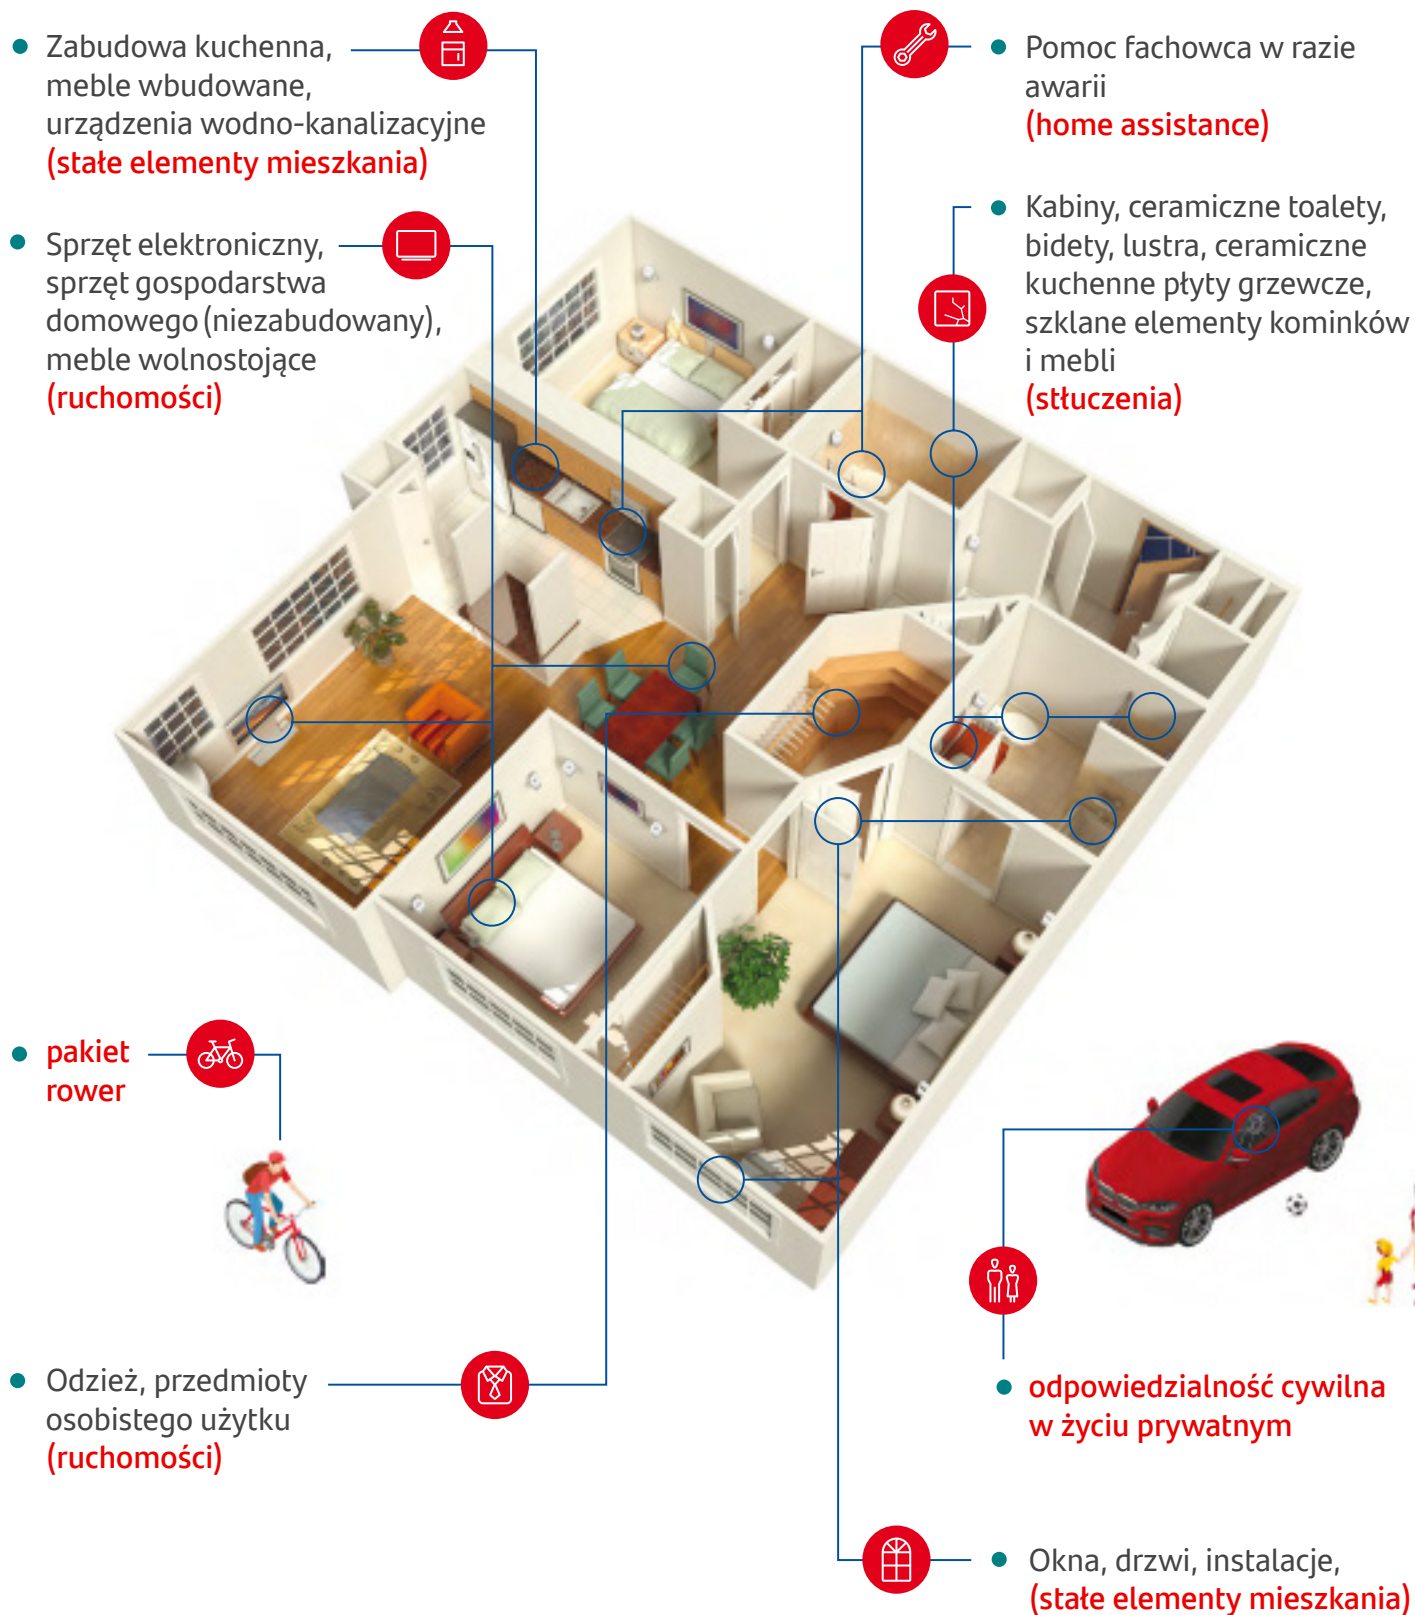 Zabudowa kuchenna,
meble wbudowane,
urządzenia wodno-kanalizacyjne
(stałe elementy mieszkania)
Sprzęt elektroniczny,
sprzęt gospodarstwa
domowego (niezabudowany),
meble wolnostojące
(ruchomości)
Pomoc fachowca w razie
awarii
(home assistance)
Kabiny, ceramiczne toalety,
bidety, lustra, ceramiczne
kuchenne płyty grzewcze,
szklane elementy kominków
i mebli
(stłuczenia)
pakiet
rower
Odzież, przedmioty
osobistego użytku
(ruchomości)
odpowiedzialność cywilna
w życiu prywatnym
Okna, drzwi, instalacje,
(stałe elementy mieszkania)